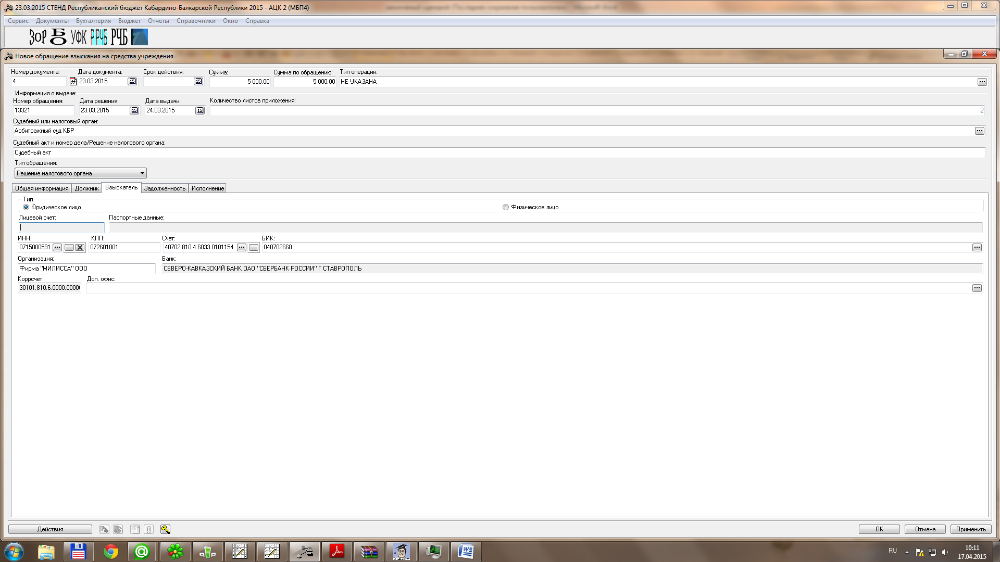 23.03.2015 СТЕНД Республиканский бюджет Кабардино-Балкарской Республики 2015 - АЦК 2 (МБП4)
Сервис Документы Бухгалтерия Бюджет Отчеты Справочники Окно Справка
ЗОР Б О УФК РРЧБ РЧБ
Новое обращение взыскания на средства учреждения
Номер документа: Дата документа: Срок действия: Сумма: Сумма по обращению: Тип операции:
4 # 23.03.2015 15 15 5 000.00 5 000.00 НЕ УКАЗАНА ...
Информация о выдаче:
Номер обращения: Дата решения: Дата выдачи: Количество листов приложения:
13321 23.03.2015 15 24.03.2015 15 2
Судебный или налоговый орган:
Арбитражный суд КБР ...
Судебный акт и номер дела/Решение налогового органа:
Судебный акт
Тип обращения:
Решение налогового органа
Общая информация Должник Взыскатель Задолженность Исполнение
Тип
Юридическое лицо Физическое лицо
Лицевой счет: Паспортные данные:
ИНН: КПП: Счет: БИК:
0715000591 ... ... 072601001 40702.810.4.6033.0101154 ... ... 040702660 ...
Организация: Банк:
Фирма "МИЛИССА" ООО СЕВЕРО-КАВКАЗСКИЙ БАНК ОАО "СБЕРБАНК РОССИИ" Г СТАВРОПОЛЬ
Коррсчет: Доп. офис:
30101.810.6.0000.0000 ...
Действия ОК Отмена Применить
RU 10:11
17.04.2015